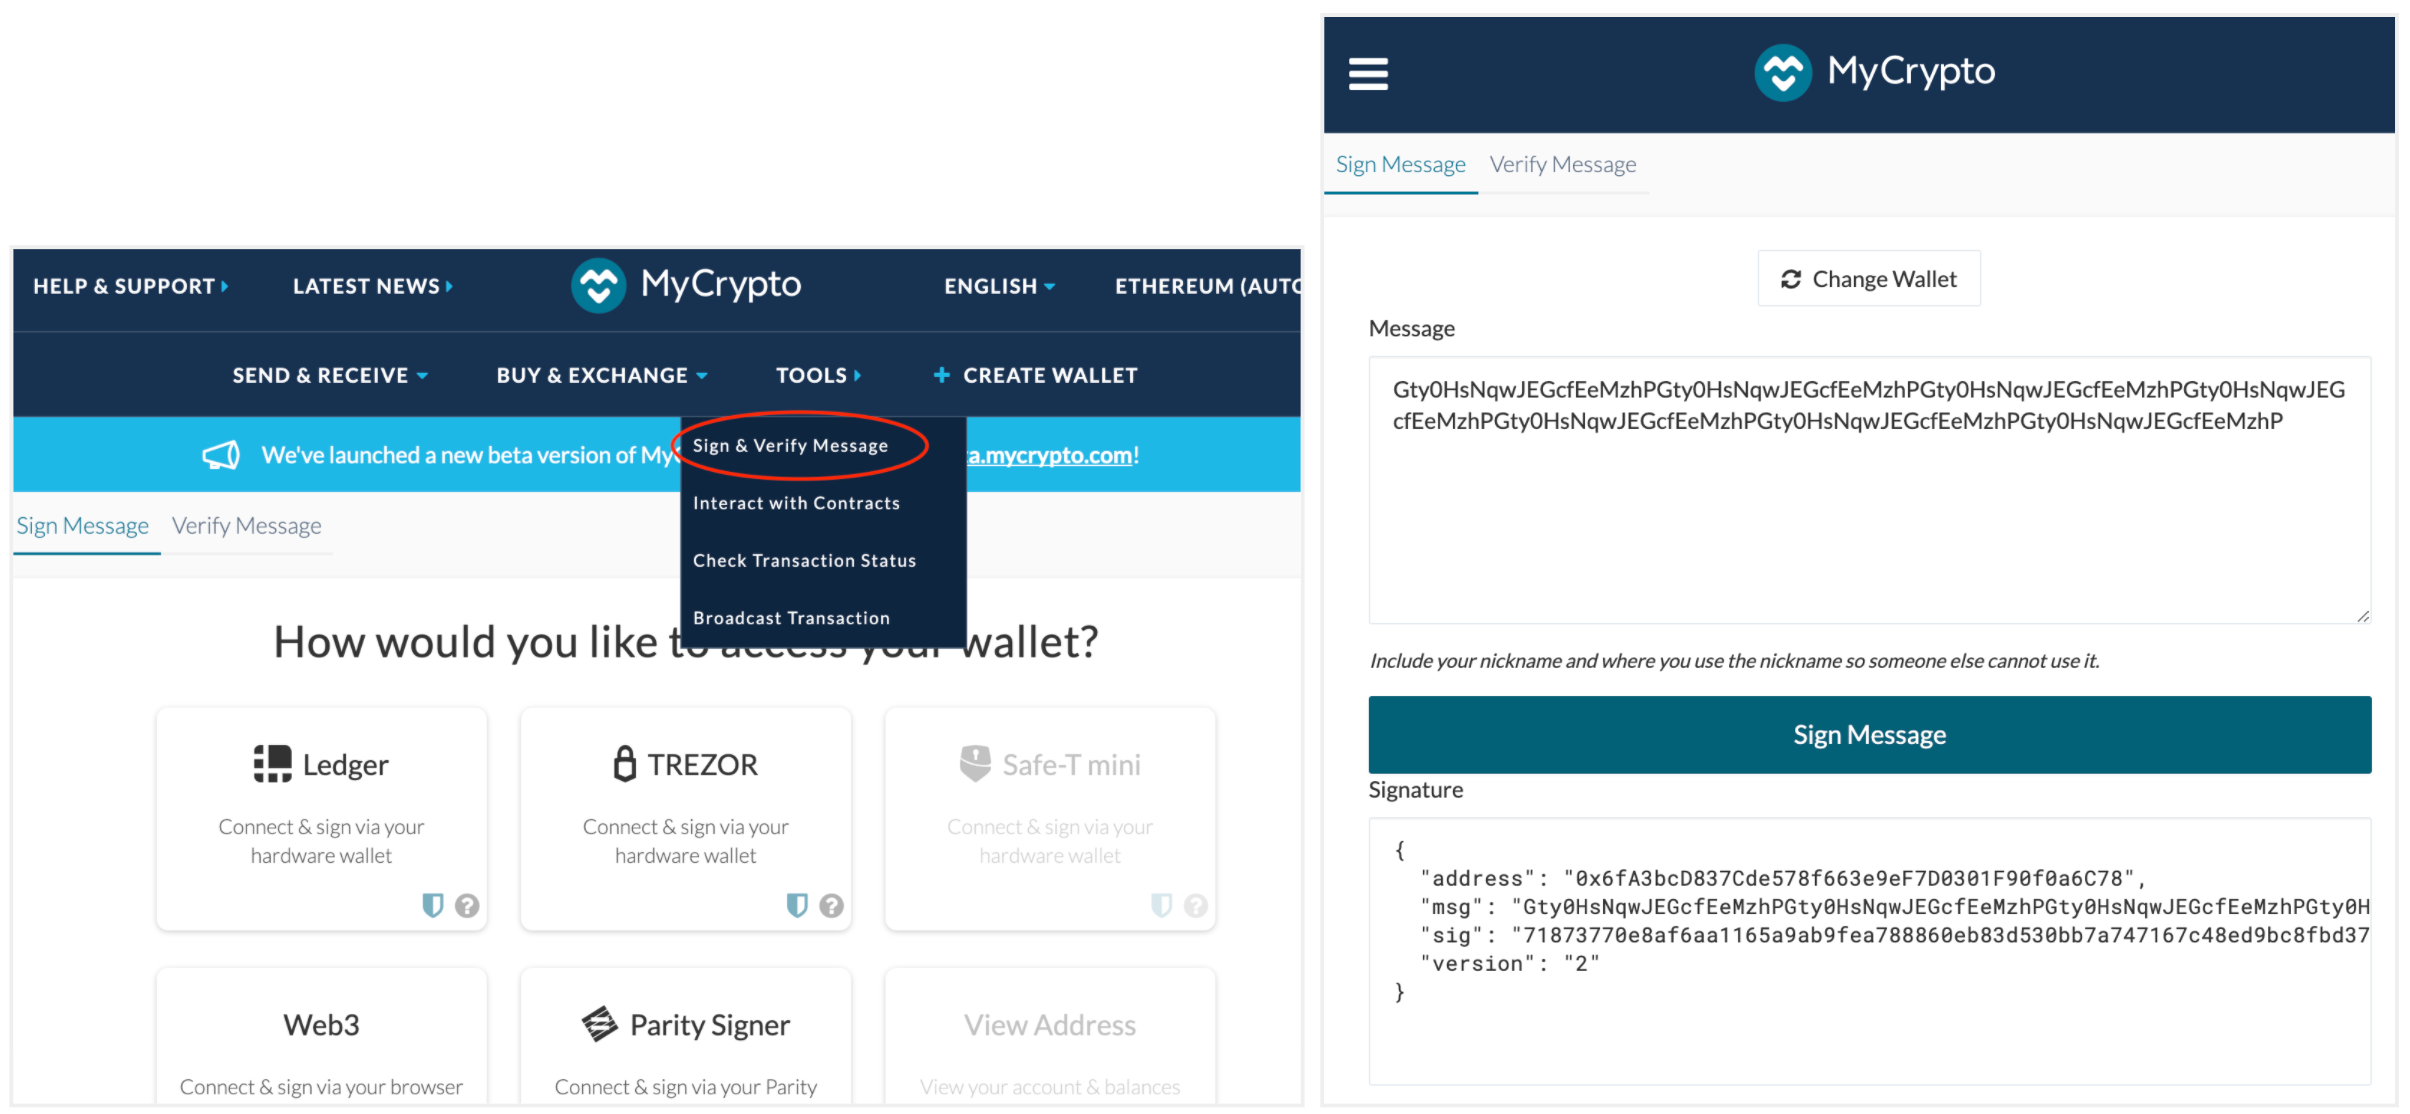 HELP & SUPPORT
LATEST NEWS
MyCrypto
ENGLISH
ETHEREUM (AUTO
SEND & RECEIVE
BUY & EXCHANGE
TOOLS
+ CREATE WALLET
We've launched a new beta version of My a.mycrypto.com!
Sign & Verify Message
Interact with Contracts
Check Transaction Status
Broadcast Transaction
Sign Message
Verify Message
How would you like to access your wallet?
Ledger
Connect & sign via your
hardware wallet
TREZOR
Connect & sign via your
hardware wallet
Safe-T mini
Connect & sign via your
hardware wallet
Web3
Connect & sign via your browser
Parity Signer
Connect & sign via your Parity
View Address
View your account & balances
MyCrypto
Sign Message
Verify Message
Change Wallet
Message
Gty0HsNqwJEGcfEeMzhPGty0HsNqwJEGcfEeMzhPGty0HsNqwJEGcfEeMzhPGty0HsNqwJEG
cfEeMzhPGty0HsNqwJEGcfEeMzhPGty0HsNqwJEGcfEeMzhPGty0HsNqwJEGcfEeMzhP
Include your nickname and where you use the nickname so someone else cannot use it.
Sign Message
Signature
{
"address": "0x6fA3bcD837Cde578f663e9eF7D0301F90f0a6C78",
"msg": "Gty0HsNqwJEGcfEeMzhPGty0HsNqwJEGcfEeMzhPGty0HsNqwJEGcfEeMzhPGty0H
"sig": "71873770e8af6aa1165a9ab9fea788860eb83d530bb7a747167c48ed9bc8fbd37
"version": "2"
}